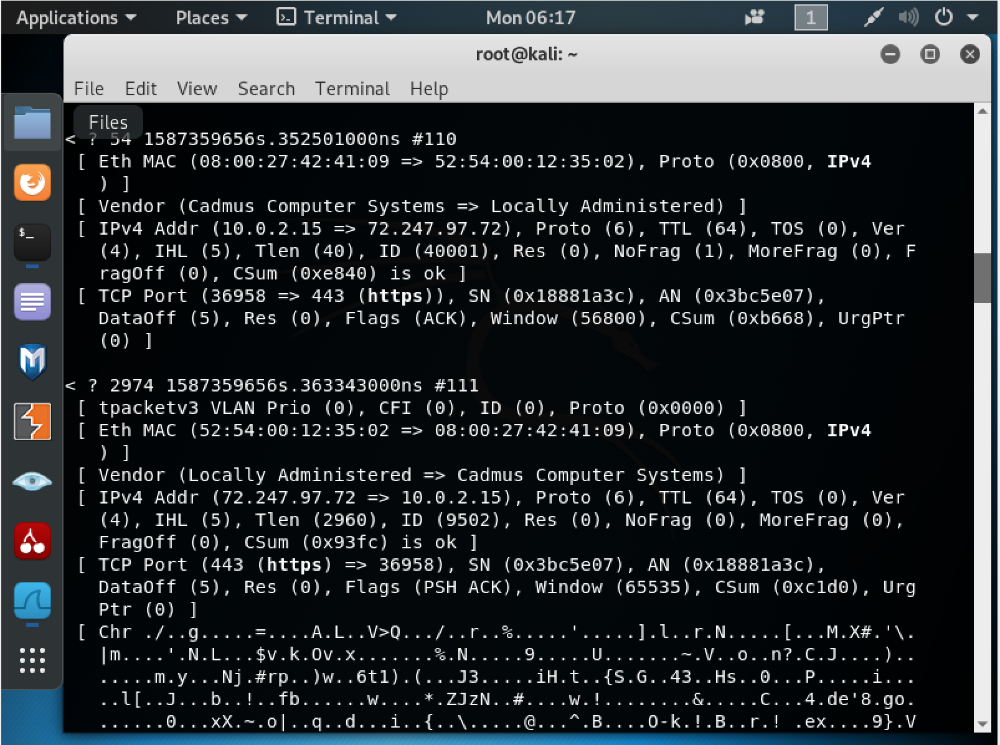 Applications Places Terminal Mon 06:17 1
root@kali: ~
File Edit View Search Terminal Help
Files
< ? 54 1587359656s.352501000ns #110
[ Eth MAC (08:00:27:42:41:09 => 52:54:00:12:35:02), Proto (0x0800, IPv4
) ]
[ Vendor (Cadmus Computer Systems => Locally Administered) ]
[ IPv4 Addr (10.0.2.15 => 72.247.97.72), Proto (6), TTL (64), TOS (0), Ver
(4), IHL (5), Tlen (40), ID (40001), Res (0), NoFrag (1), MoreFrag (0), F
ragOff (0), CSum (0xe840) is ok ]
[ TCP Port (36958 => 443 (https)), SN (0x18881a3c), AN (0x3bc5e07),
DataOff (5), Res (0), Flags (ACK), Window (56800), CSum (0xb668), UrgPtr
(0) ]
< ? 2974 1587359656s.363343000ns #111
[ tpacketv3 VLAN Prio (0), CFI (0), ID (0), Proto (0x0000) ]
[ Eth MAC (52:54:00:12:35:02 => 08:00:27:42:41:09), Proto (0x0800, IPv4
) ]
[ Vendor (Locally Administered => Cadmus Computer Systems) ]
[ IPv4 Addr (72.247.97.72 => 10.0.2.15), Proto (6), TTL (64), TOS (0), Ver
(4), IHL (5), Tlen (2960), ID (9502), Res (0), NoFrag (0), MoreFrag (0),
FragOff (0), CSum (0x93fc) is ok ]
[ TCP Port (443 (https) => 36958), SN (0x3bc5e07), AN (0x18881a3c),
DataOff (5), Res (0), Flags (PSH ACK), Window (65535), CSum (0xc1d0), Urg
Ptr (0) ]
[ Chr ./..g.....=....A.L..V>Q.../..r..%.....'.....].l..r.N.....[...M.X#.'\.
|m....'.N.L...$v.k.Ov.x.......%.N.....9.....U.......~.V..o..n?.C.J....)..
......m.y...Nj.#rp..)w..6t1).(...J3.....iH.t..{S.G..43..Hs..0...P.....i...
..l[..J...b..!..fb......w....*.ZJzN..#....w.!........&.....C...4.de'8.go.
......0...xX.~.o|..q..d...i..{..\.....@...^.B....O-k.!.B..r.! .ex....9}.V